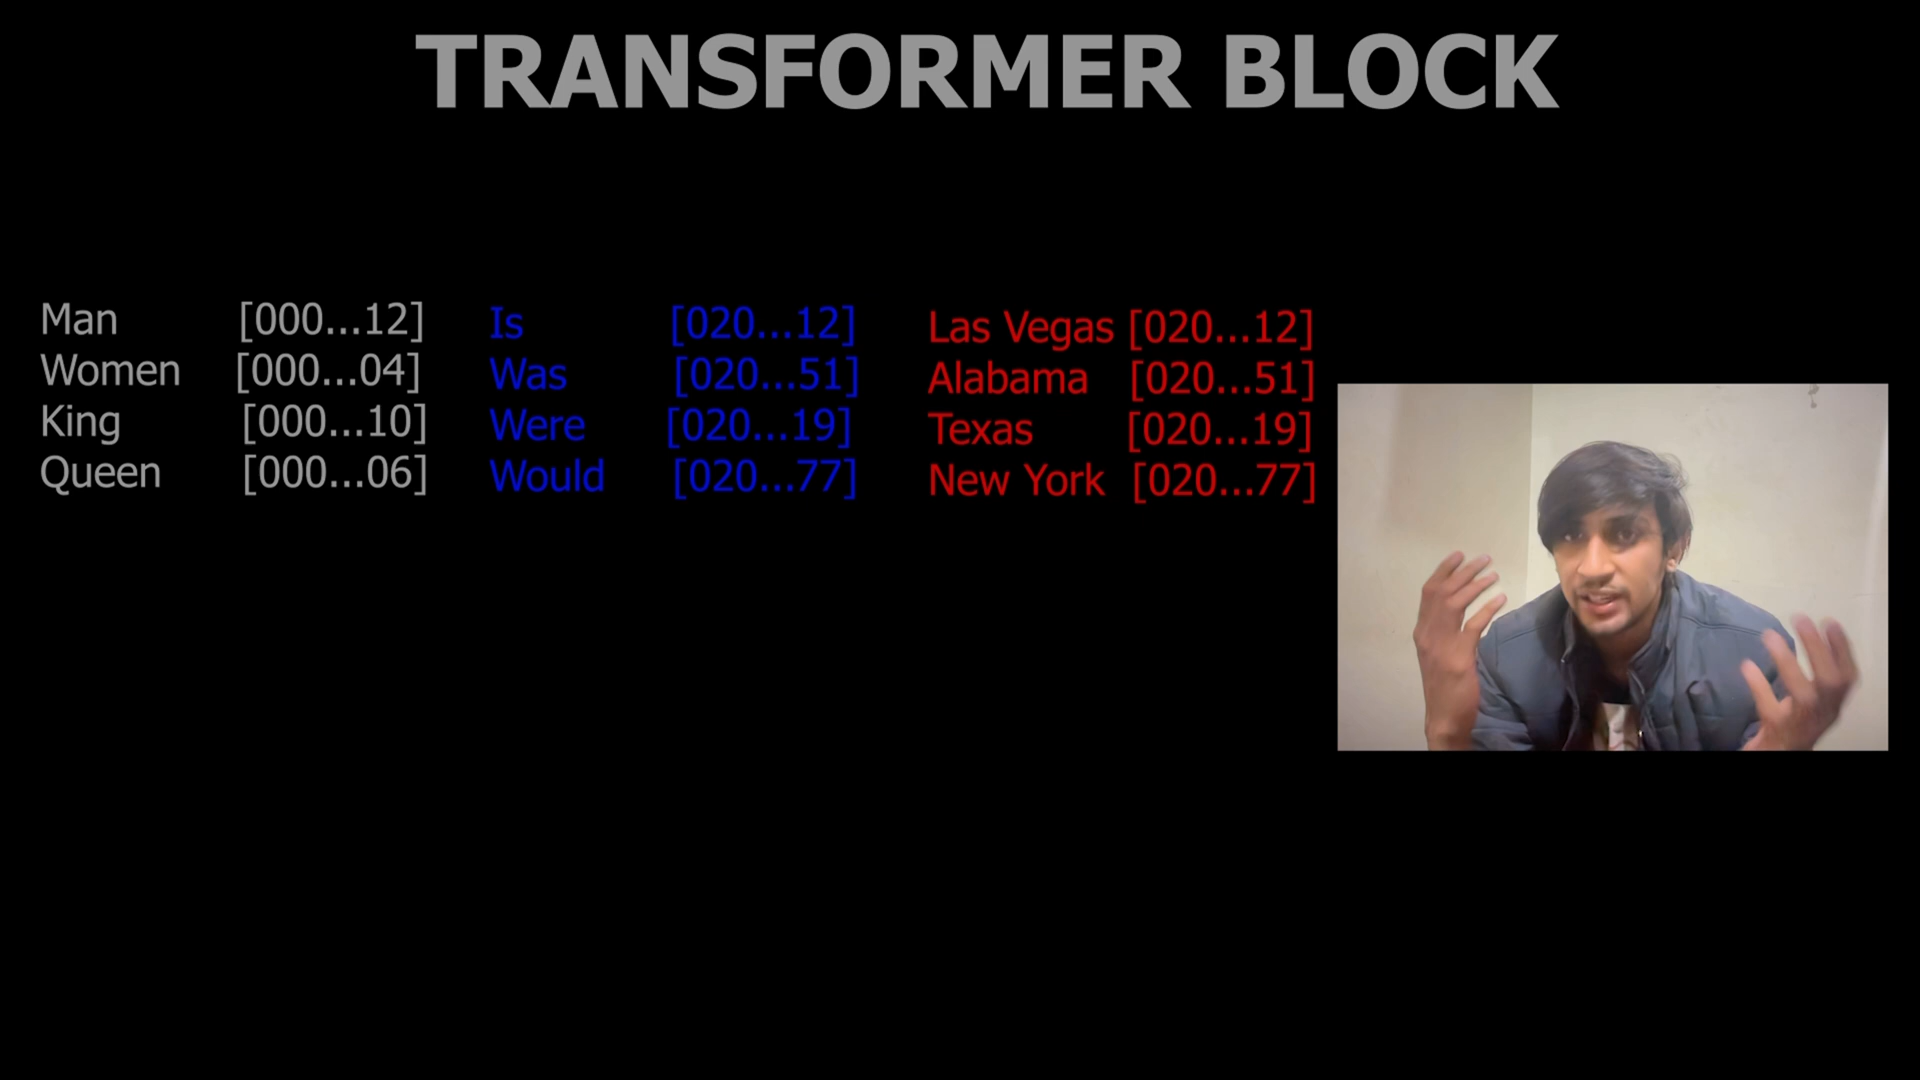 TRANSFORMER BLOCK
Man [000...12]
Women [000...04]
King [000...10]
Queen [000...06]
Is [020...12]
Was [020...51]
Were [020...19]
Would [020...77]
Las Vegas [020...12]
Alabama [020...51]
Texas [020...19]
New York [020...77]